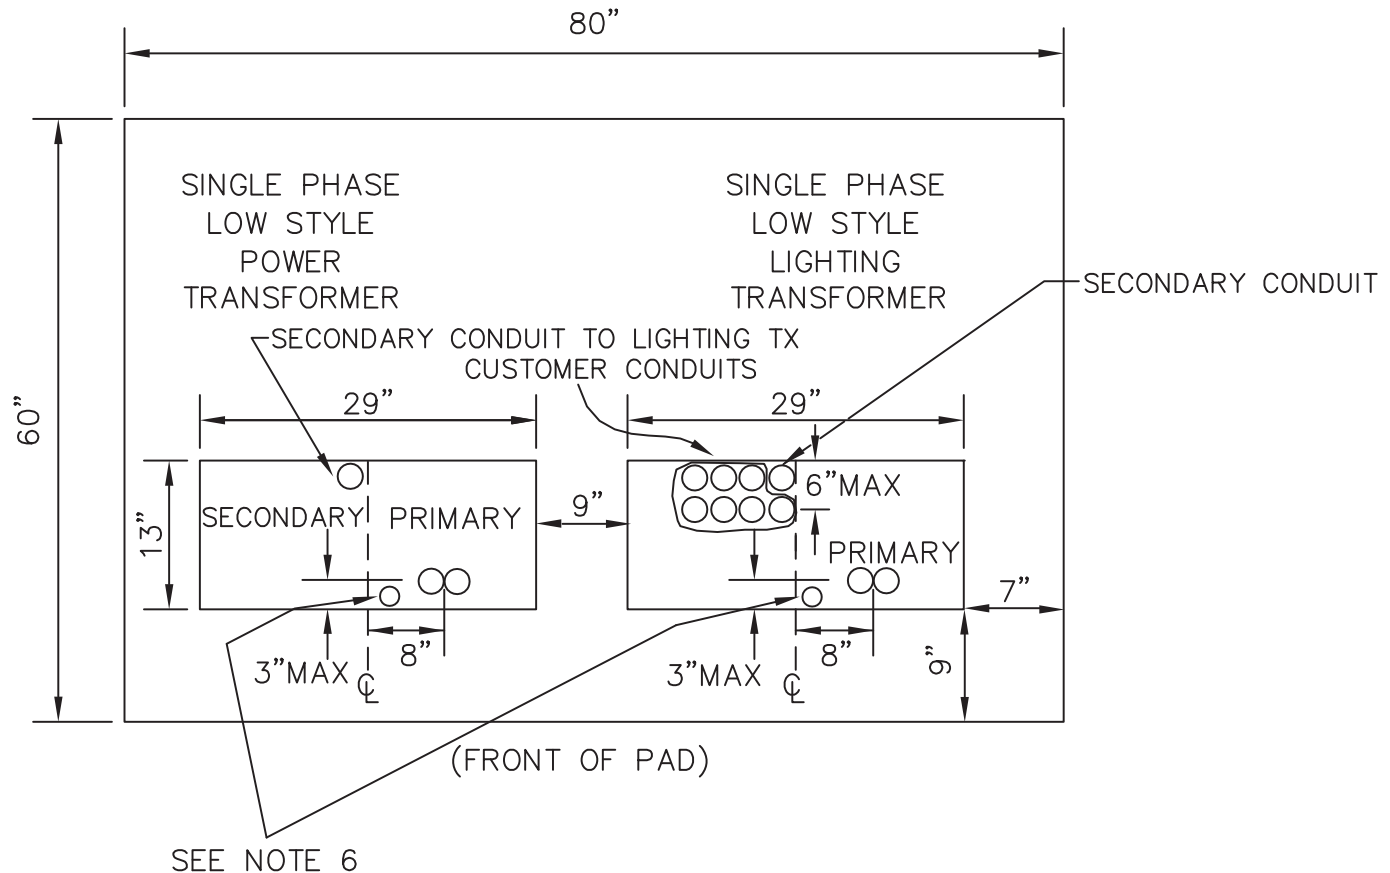 80”
SINGLE PHASE
LOW STYLE
POWER
TRANSFORMER
SINGLE PHASE
LOW STYLE
LIGHTING
TRANSFORMER
SECONDARY CONDUIT
SECONDARY CONDUIT TO LIGHTING TX
CUSTOMER CONDUITS
60”
29”
29”
13”
SECONDARY
PRIMARY
9”
6”MAX
PRIMARY
7”
3”MAX
8”
℄
3”MAX
8”
℄
9”
(FRONT OF PAD)
SEE NOTE 6